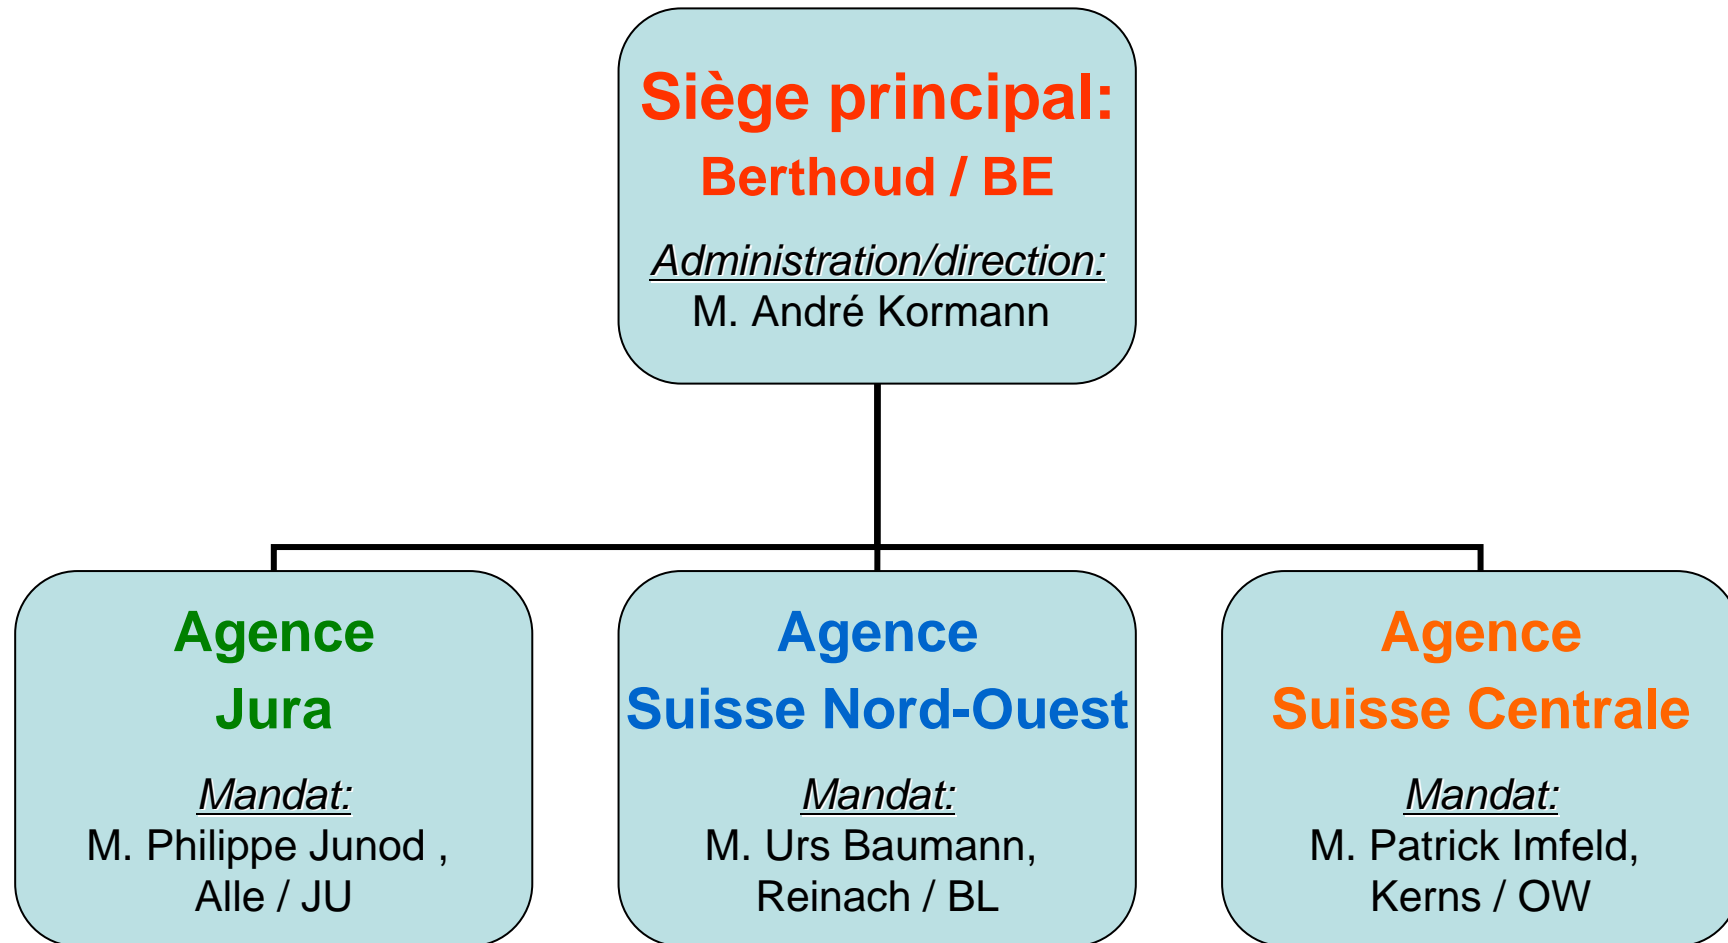 Siège principal:
Berthoud / BE
Administration/direction:
M. André Kormann
Agence
Jura
Mandat:
M. Philippe Junod ,
Alle / JU
Agence
Suisse Nord-Ouest
Mandat:
M. Urs Baumann,
Reinach / BL
Agence
Suisse Centrale
Mandat:
M. Patrick Imfeld,
Kerns / OW